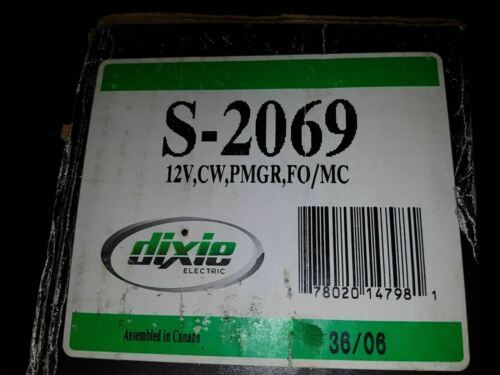 S-2069
12V,CW,PMGR,FO/MC
dixie
ELECTRIC
78020 14798 1
Assembled in Canada
36/06